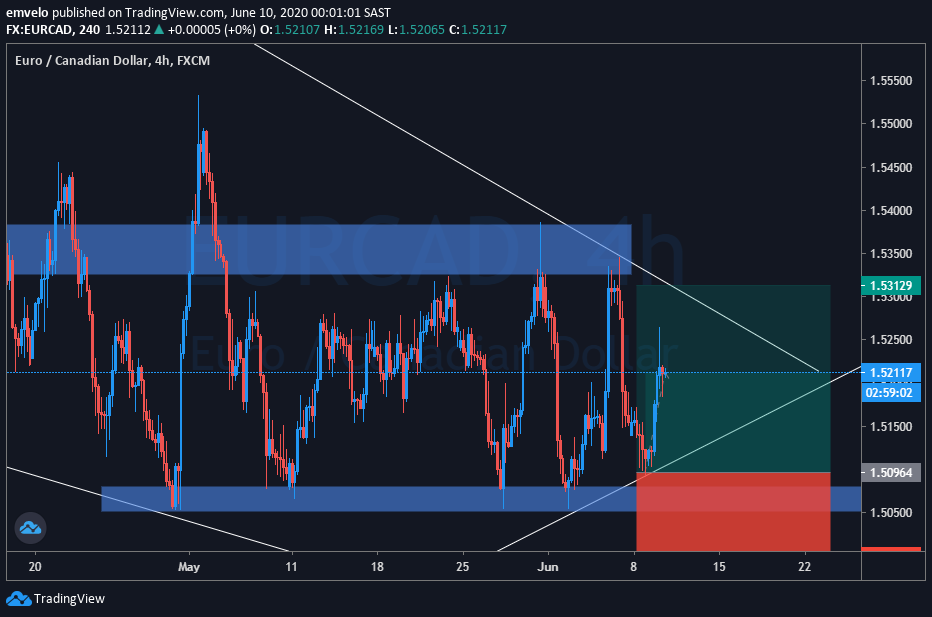 emvelo published on TradingView.com, June 10, 2020 00:01:01 SAST
FX:EURCAD, 240 1.52112 ▲ +0.00005 (+0%) O:1.52107 H:1.52169 L:1.52065 C:1.52117
Euro / Canadian Dollar, 4h, FXCM
EURCAD, 4h
Euro / Canadian Dollar
1.55500
1.55000
1.54500
1.54000
1.53500
1.53129
1.53000
1.52500
1.52117
02:59:02
1.51500
1.50964
1.50500
20 May 11 18 25 Jun 8 15 22
TradingView